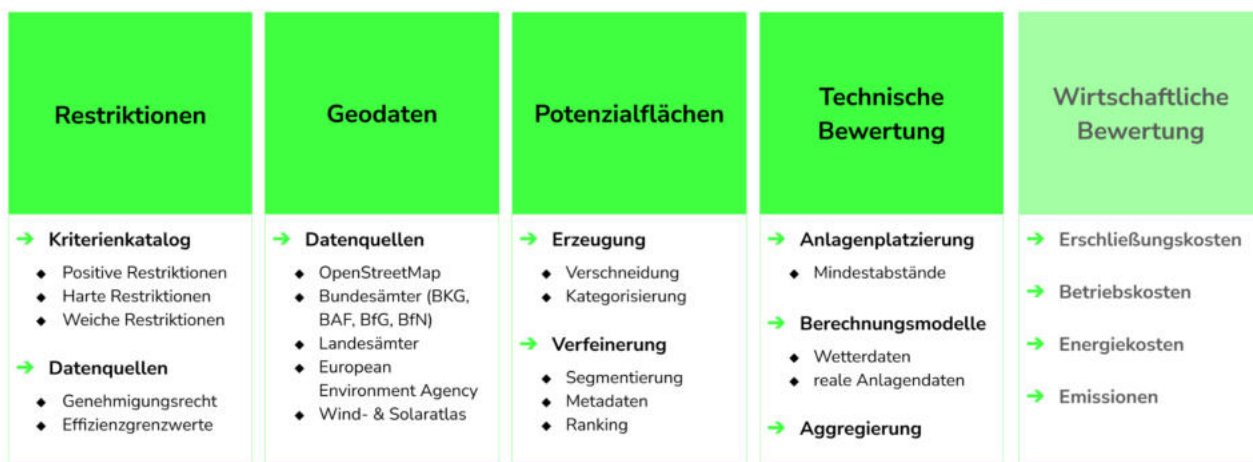 Restriktionen
➔ Kriterienkatalog
◆ Positive Restriktionen
◆ Harte Restriktionen
◆ Weiche Restriktionen
➔ Datenquellen
◆ Genehmigungsrecht
◆ Effizienzgrenzwerte
Geodaten
➔ Datenquellen
◆ OpenStreetMap
◆ Bundesämter (BKG,
BAF, BfG, BfN)
◆ Landesämter
◆ European
Environment Agency
◆ Wind- & Solaratlas
Potenzialflächen
➔ Erzeugung
◆ Verschneidung
◆ Kategorisierung
➔ Verfeinerung
◆ Segmentierung
◆ Metadaten
◆ Ranking
Technische
Bewertung
➔ Anlagenplatzierung
◆ Mindestabstände
➔ Berechnungsmodelle
◆ Wetterdaten
◆ reale Anlagendaten
➔ Aggregierung
Wirtschaftliche
Bewertung
➔ Erschließungskosten
➔ Betriebskosten
➔ Energiekosten
➔ Emissionen